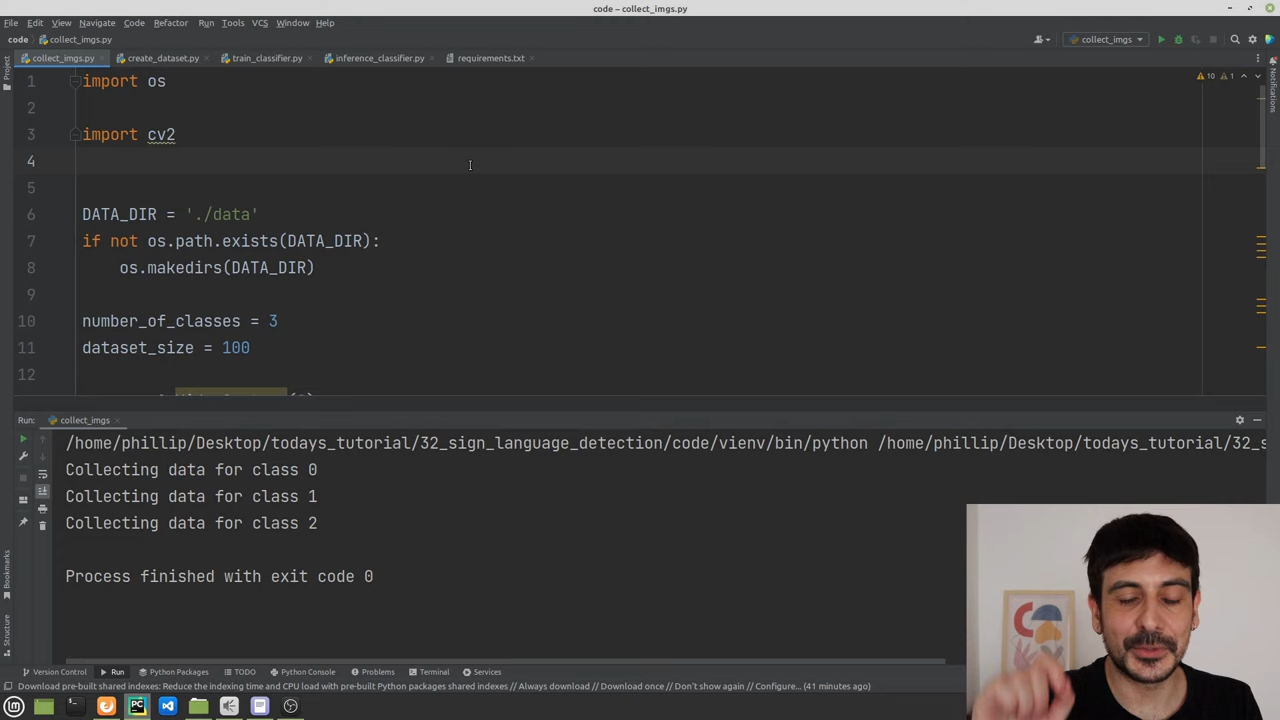 code – collect_imgs.py
File Edit View Navigate Code Refactor Run Tools VCS Window Help
code collect_imgs.py collect_imgs
collect_imgs.py create_dataset.py train_classifier.py inference_classifier.py requirements.txt
Project
Notifications
10 1
1 import os
2
3 import cv2
4
5
6 DATA_DIR = './data'
7 if not os.path.exists(DATA_DIR):
8 os.makedirs(DATA_DIR)
9
10 number_of_classes = 3
11 dataset_size = 100
12
Run: collect_imgs
/home/phillip/Desktop/todays_tutorial/32_sign_language_detection/code/vienv/bin/python /home/phillip/Desktop/todays_tutorial/32_s
Collecting data for class 0
Collecting data for class 1
Collecting data for class 2
Process finished with exit code 0
Bookmarks
Structure
Version Control Run Python Packages TODO Python Console Problems Terminal Services
Download pre-built shared indexes: Reduce the indexing time and CPU load with pre-built Python packages shared indexes // Always download // Download once // Don't show again // Configure... (41 minutes ago)